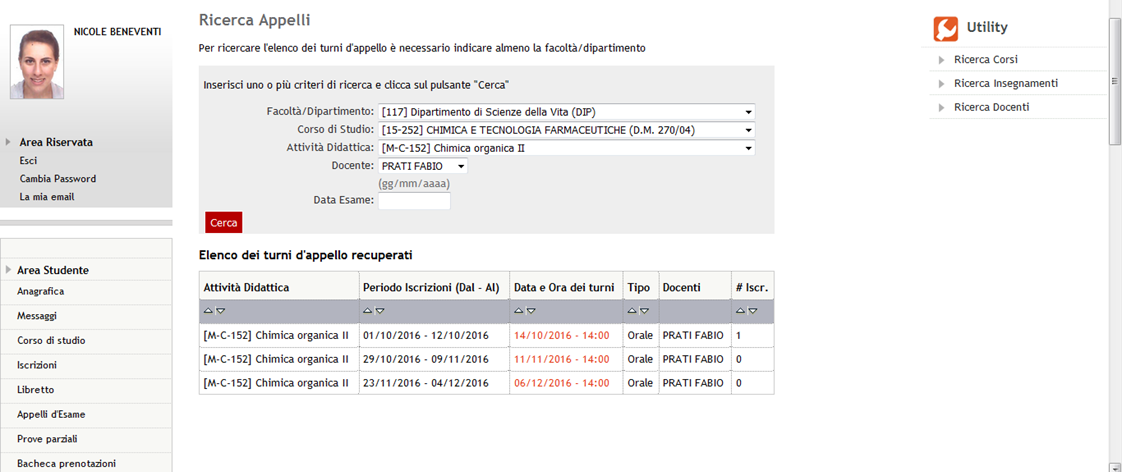 NICOLE BENEVENTI
Area Riservata
Esci
Cambia Password
La mia email
Area Studente
Anagrafica
Messaggi
Corso di studio
Iscrizioni
Libretto
Appelli d'Esame
Prove parziali
Bacheca prenotazioni
Ricerca Appelli
Per ricercare l'elenco dei turni d'appello è necessario indicare almeno la facoltà/dipartimento
Inserisci uno o più criteri di ricerca e clicca sul pulsante "Cerca"
Facoltà/Dipartimento: [117] Dipartimento di Scienze della Vita (DIP)
Corso di Studio: [15-252] CHIMICA E TECNOLOGIA FARMACEUTICHE (D.M. 270/04)
Attività Didattica: [M-C-152] Chimica organica II
Docente: PRATI FABIO
(gg/mm/aaaa)
Data Esame:
Cerca
Elenco dei turni d'appello recuperati
Attività Didattica Periodo Iscrizioni (Dal - Al) Data e Ora dei turni Tipo Docenti # Iscr.
[M-C-152] Chimica organica II 01/10/2016 - 12/10/2016 14/10/2016 - 14:00 Orale PRATI FABIO 1
[M-C-152] Chimica organica II 29/10/2016 - 09/11/2016 11/11/2016 - 14:00 Orale PRATI FABIO 0
[M-C-152] Chimica organica II 23/11/2016 - 04/12/2016 06/12/2016 - 14:00 Orale PRATI FABIO 0
Utility
Ricerca Corsi
Ricerca Insegnamenti
Ricerca Docenti